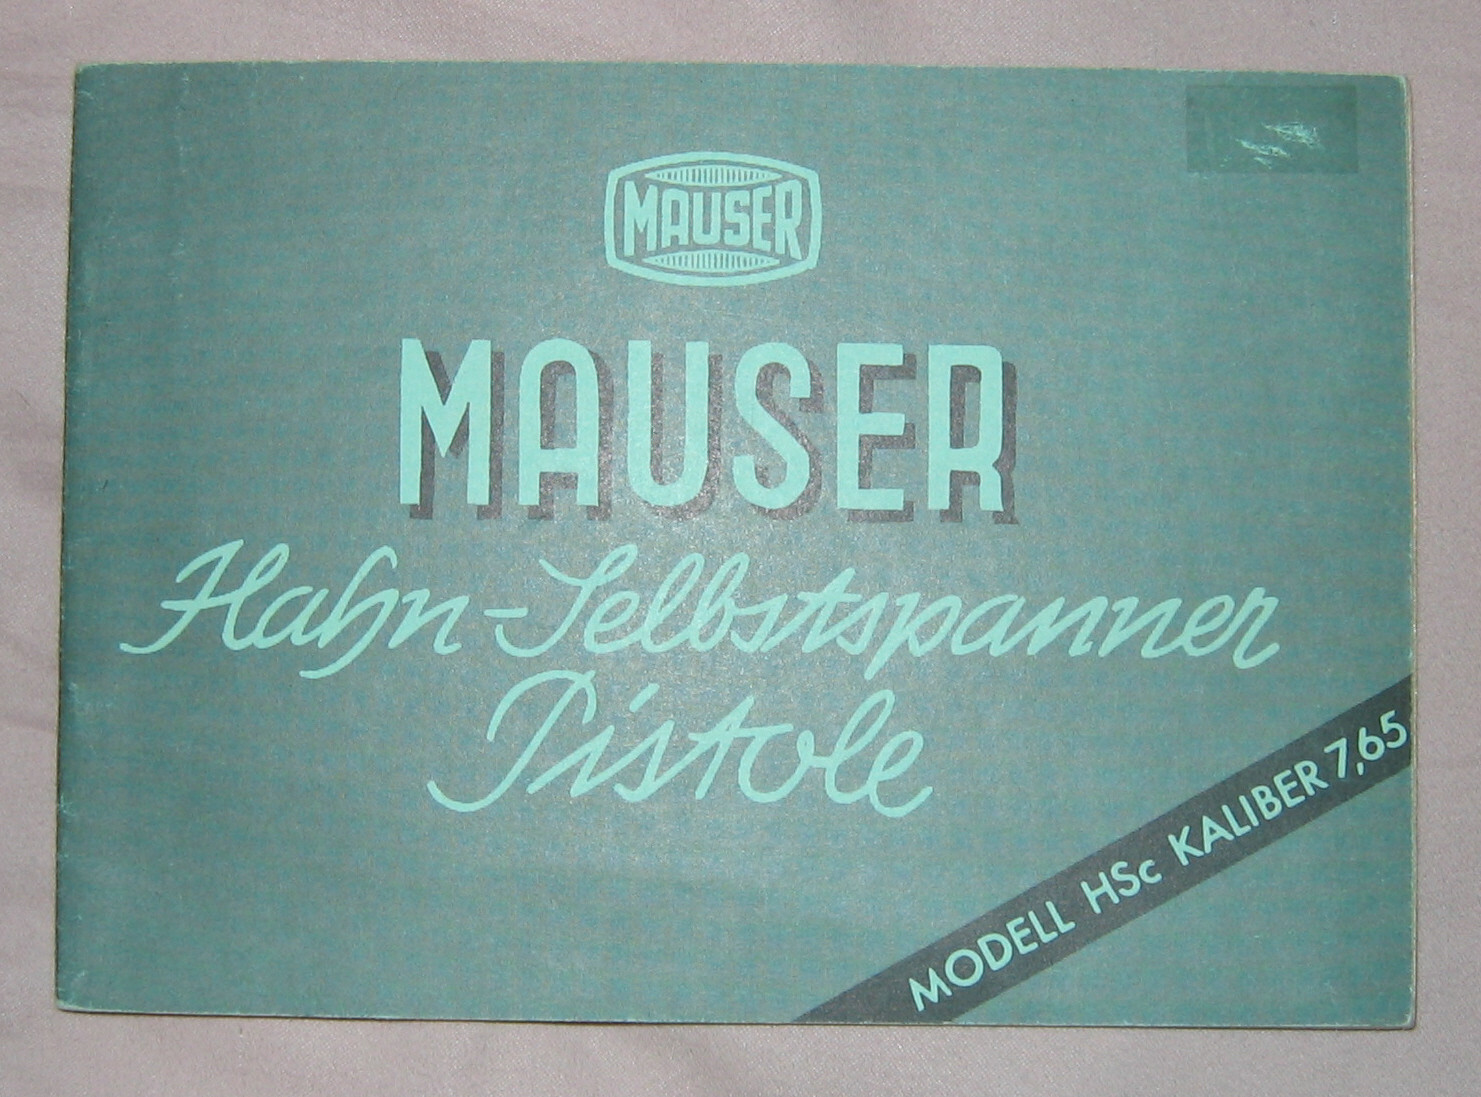 MAUSER
MAUSER
Hahn-Selbstspanner
Pistole
MODELL HSc KALIBER 7,65